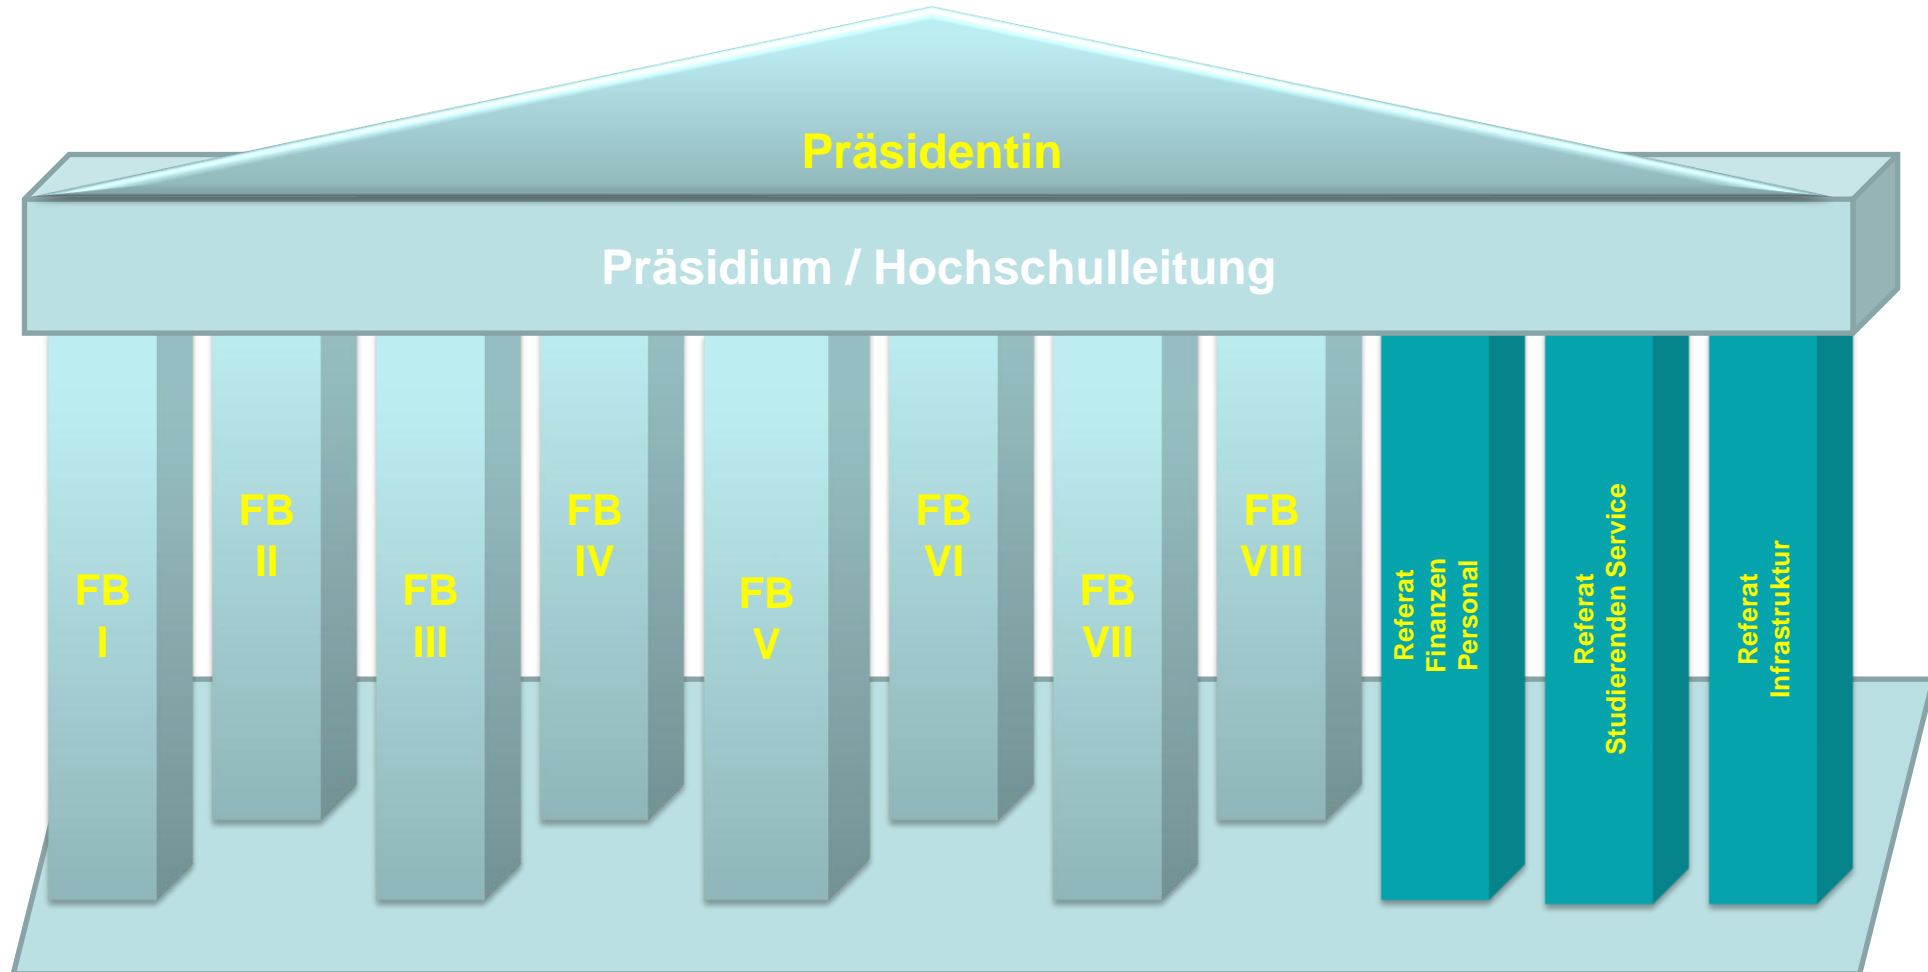 Präsidentin
Präsidium / Hochschulleitung
FB
I
FB
II
FB
III
FB
IV
FB
V
FB
VI
FB
VII
FB
VIII
Referat
Finanzen
Personal
Referat
Studierenden Service
Referat
Infrastruktur